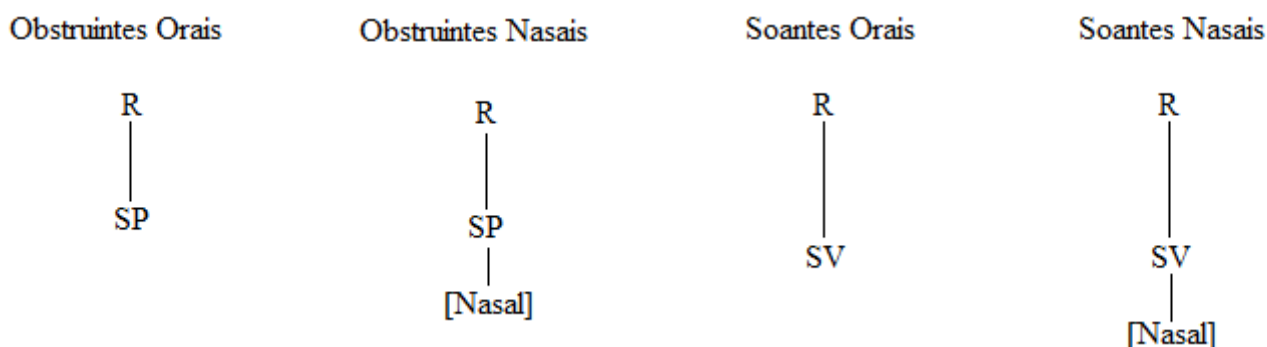 Obstruintes Orais Obstruintes Nasais Soantes Orais Soantes Nasais
R R R R
SP SP SV SV
[Nasal] [Nasal]